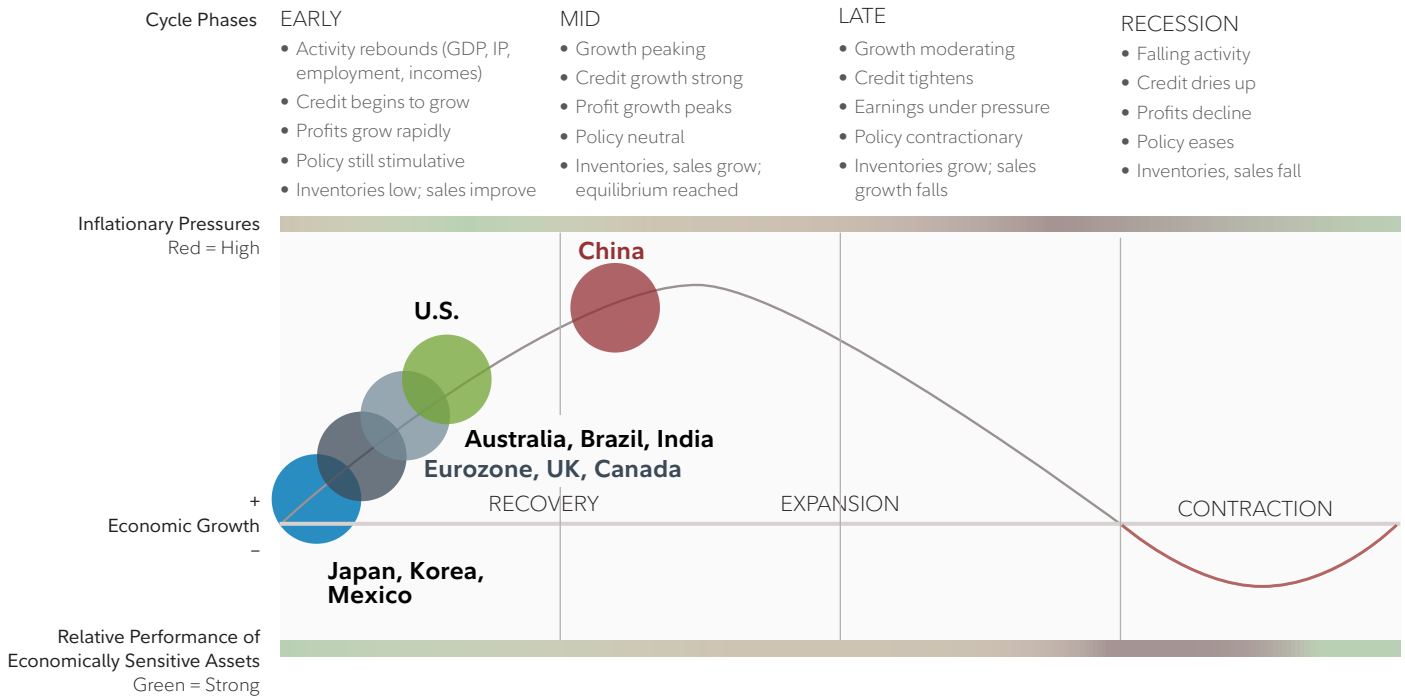 Cycle Phases
EARLY
• Activity rebounds (GDP, IP,
employment, incomes)
• Credit begins to grow
• Profits grow rapidly
• Policy still stimulative
• Inventories low; sales improve
MID
• Growth peaking
• Credit growth strong
• Profit growth peaks
• Policy neutral
• Inventories, sales grow;
equilibrium reached
LATE
• Growth moderating
• Credit tightens
• Earnings under pressure
• Policy contractionary
• Inventories grow; sales
growth falls
RECESSION
• Falling activity
• Credit dries up
• Profits decline
• Policy eases
• Inventories, sales fall
Inflationary Pressures
Red = High
China
U.S.
Australia, Brazil, India
Eurozone, UK, Canada
+
Economic Growth
–
RECOVERY
EXPANSION
CONTRACTION
Japan, Korea,
Mexico
Relative Performance of
Economically Sensitive Assets
Green = Strong